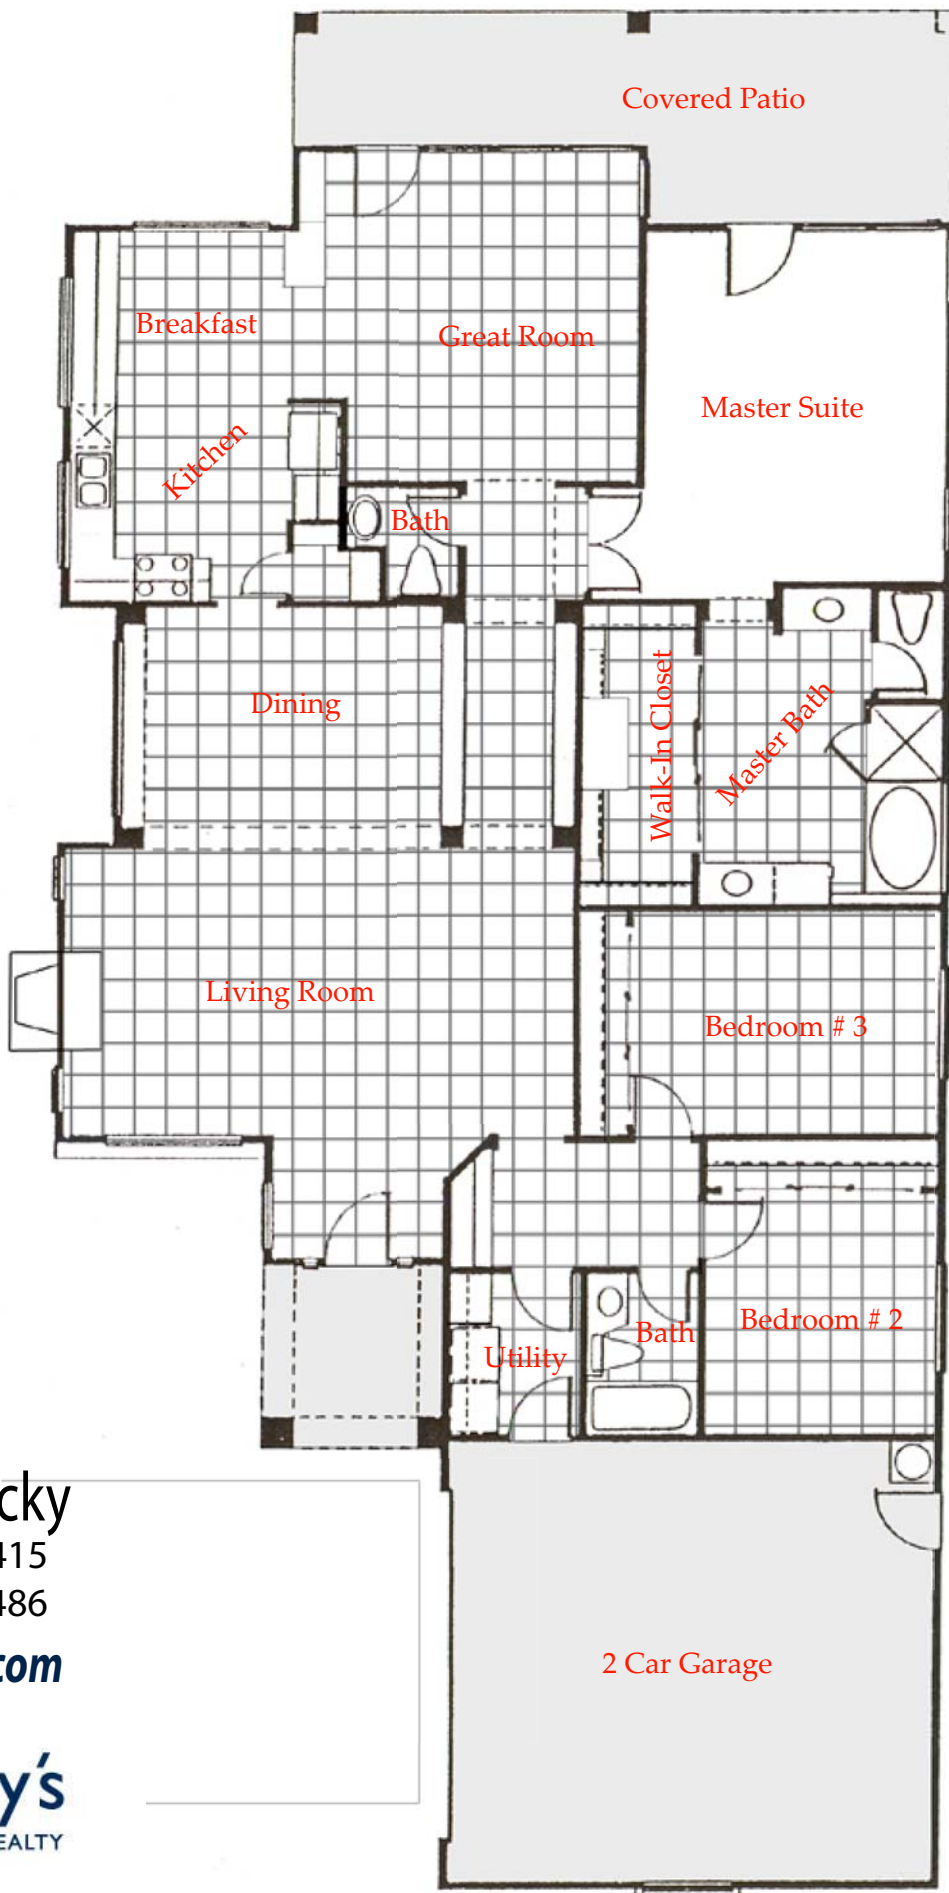 Covered Patio
Breakfast
Great Room
Master Suite
Kitchen
Bath
Dining
Walk-In Closet
Master Bath
Living Room
Bedroom # 3
Bedroom # 2
Bath
Utility
cky
415
486
com
2 Car Garage
y's
EALTY